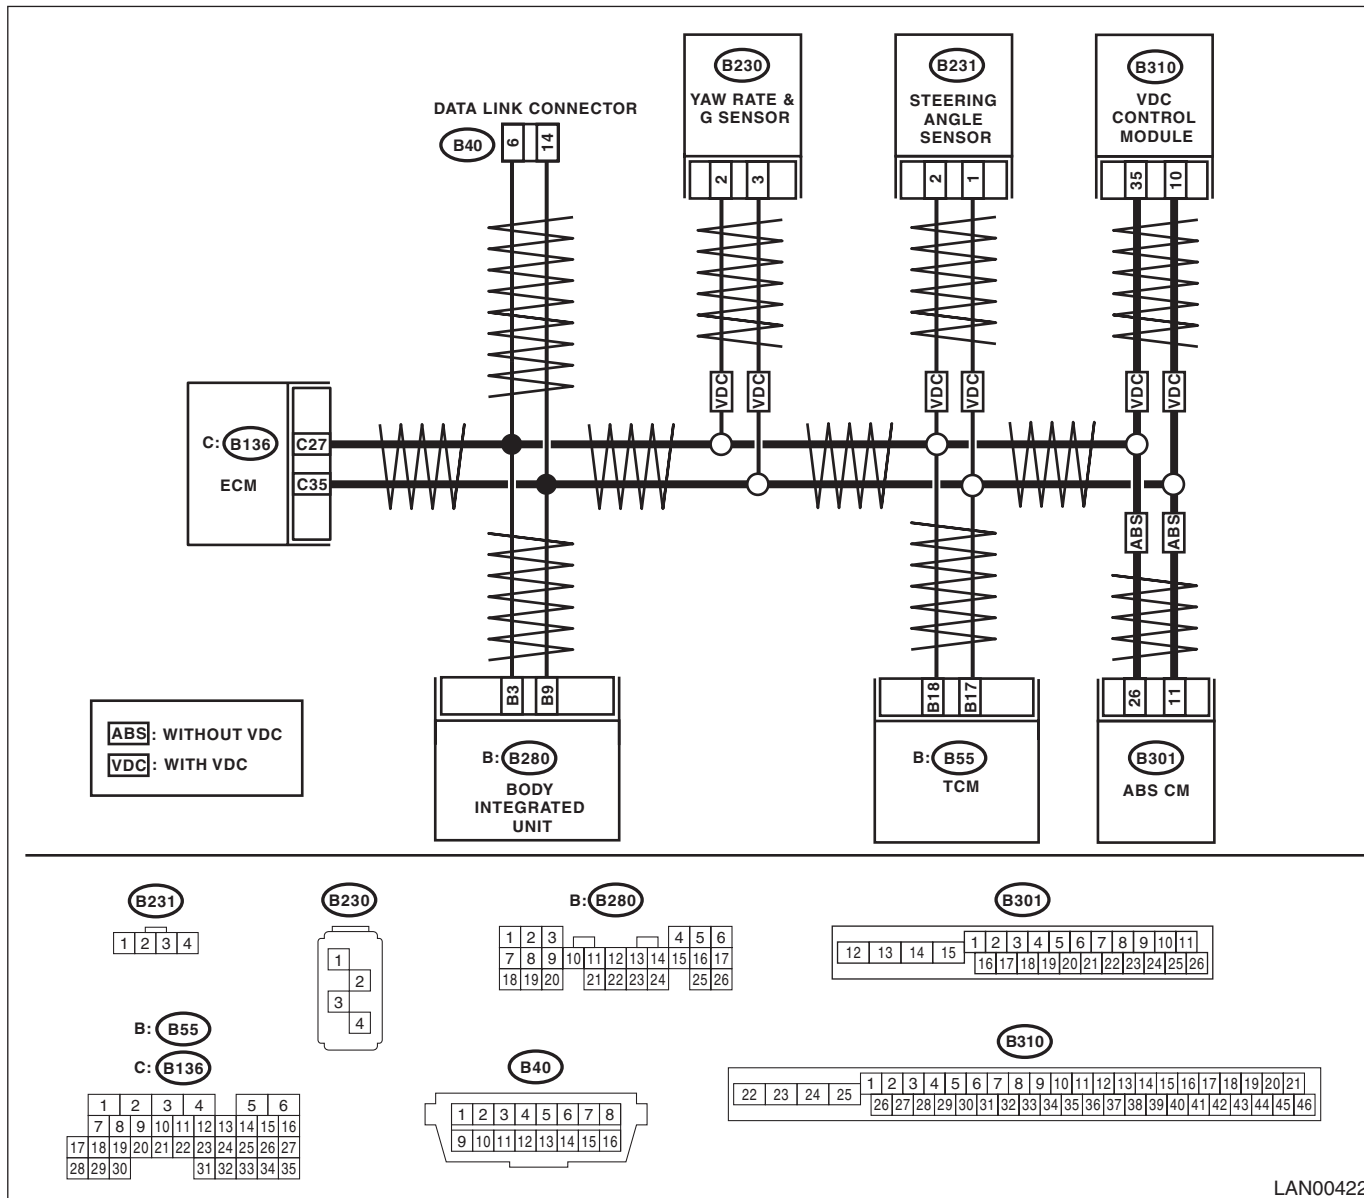 B230
YAW RATE &
G SENSOR
2 3
B231
STEERING
ANGLE
SENSOR
2 1
B310
VDC
CONTROL
MODULE
35 10
DATA LINK CONNECTOR
B40 6 14
VDC VDC VDC VDC VDC VDC
C: B136
ECM
C27
C35
ABS ABS
B3 B9
B: B280
BODY
INTEGRATED
UNIT
B18 B17
B: B55
TCM
26 11
B301
ABS CM
ABS : WITHOUT VDC
VDC : WITH VDC
B231
1 2 3 4
B230
1
2
3
4
B: B280
1 2 3 4 5 6
7 8 9 10 11 12 13 14 15 16 17
18 19 20 21 22 23 24 25 26
B301
1 2 3 4 5 6 7 8 9 10 11
12 13 14 15
16 17 18 19 20 21 22 23 24 25 26
B: B55
C: B136
1 2 3 4 5 6
7 8 9 10 11 12 13 14 15 16
17 18 19 20 21 22 23 24 25 26 27
28 29 30 31 32 33 34 35
B40
1 2 3 4 5 6 7 8
9 10 11 12 13 14 15 16
B310
1 2 3 4 5 6 7 8 9 10 11 12 13 14 15 16 17 18 19 20 21
22 23 24 25
26 27 28 29 30 31 32 33 34 35 36 37 38 39 40 41 42 43 44 45 46
LAN00422